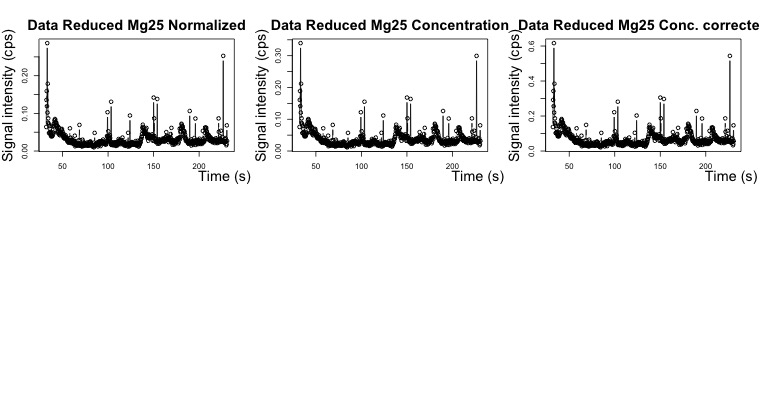 Data Reduced Mg25 Normalized
Signal intensity (cps)
0.00 0.10 0.20
50 100 150 200
Time (s)
Data Reduced Mg25 Concentration
Signal intensity (cps)
0.00 0.10 0.20 0.30
50 100 150 200
Time (s)
Data Reduced Mg25 Conc. correcte
Signal intensity (cps)
0.0 0.2 0.4 0.6
50 100 150 200
Time (s)